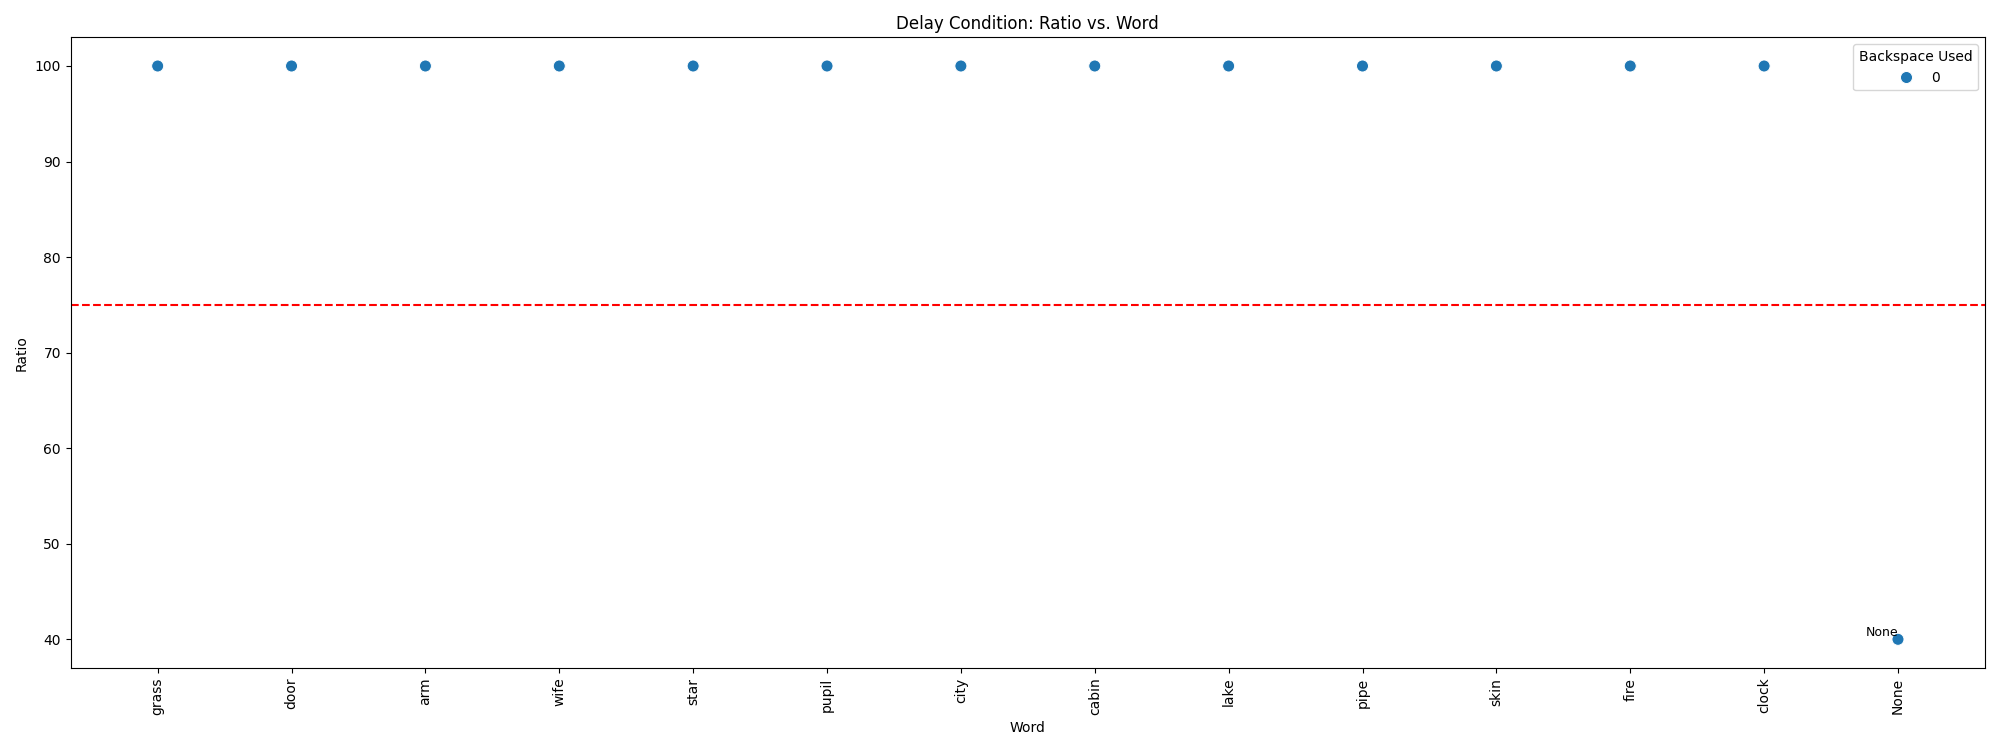 Delay Condition: Ratio vs. Word
Backspace Used
0
100
90
80
70
60
50
40
Ratio
None
grass
door
arm
wife
star
pupil
city
cabin
lake
pipe
skin
fire
clock
None
Word